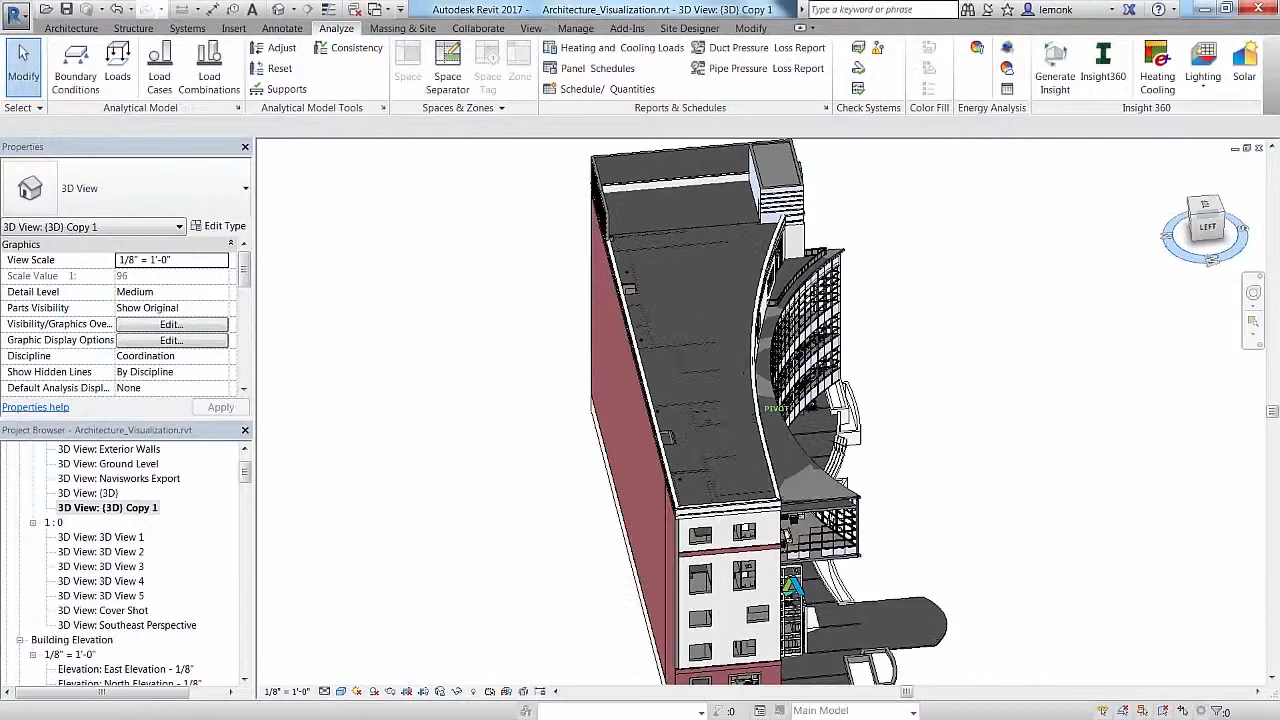 Autodesk Revit 2017 - Architecture_Visualization.rvt - 3D View: {3D} Copy 1
Type a keyword or phrase
lemonk
Architecture Structure Systems Insert Annotate Analyze Massing & Site Collaborate View Manage Add-Ins Site Designer Modify
Modify
Boundary Conditions
Loads
Load Cases
Load Combinations
Adjust
Reset
Supports
Consistency
Space
Space Separator
Space Tag
Zone
Heating and Cooling Loads
Panel Schedules
Schedule/ Quantities
Duct Pressure Loss Report
Pipe Pressure Loss Report
Generate Insight
Insight360
Heating Cooling
Lighting
Solar
Select
Analytical Model
Analytical Model Tools
Spaces & Zones
Reports & Schedules
Check Systems
Color Fill
Energy Analysis
Insight 360
Properties
3D View
3D View: {3D} Copy 1
Edit Type
Graphics
View Scale 1/8" = 1'-0"
Scale Value 1: 96
Detail Level Medium
Parts Visibility Show Original
Visibility/Graphics Ove... Edit...
Graphic Display Options Edit...
Discipline Coordination
Show Hidden Lines By Discipline
Default Analysis Displ... None
Properties help
Apply
Project Browser - Architecture_Visualization.rvt
3D View: Exterior Walls
3D View: Ground Level
3D View: Navisworks Export
3D View: {3D}
3D View: {3D} Copy 1
1 : 0
3D View: 3D View 1
3D View: 3D View 2
3D View: 3D View 3
3D View: 3D View 4
3D View: 3D View 5
3D View: Cover Shot
3D View: Southeast Perspective
Building Elevation
1/8" = 1'-0"
Elevation: East Elevation - 1/8"
Elevation: North Elevation - 1/8"
LEFT
PIVOT
1/8" = 1'-0"
:0
Main Model
:0